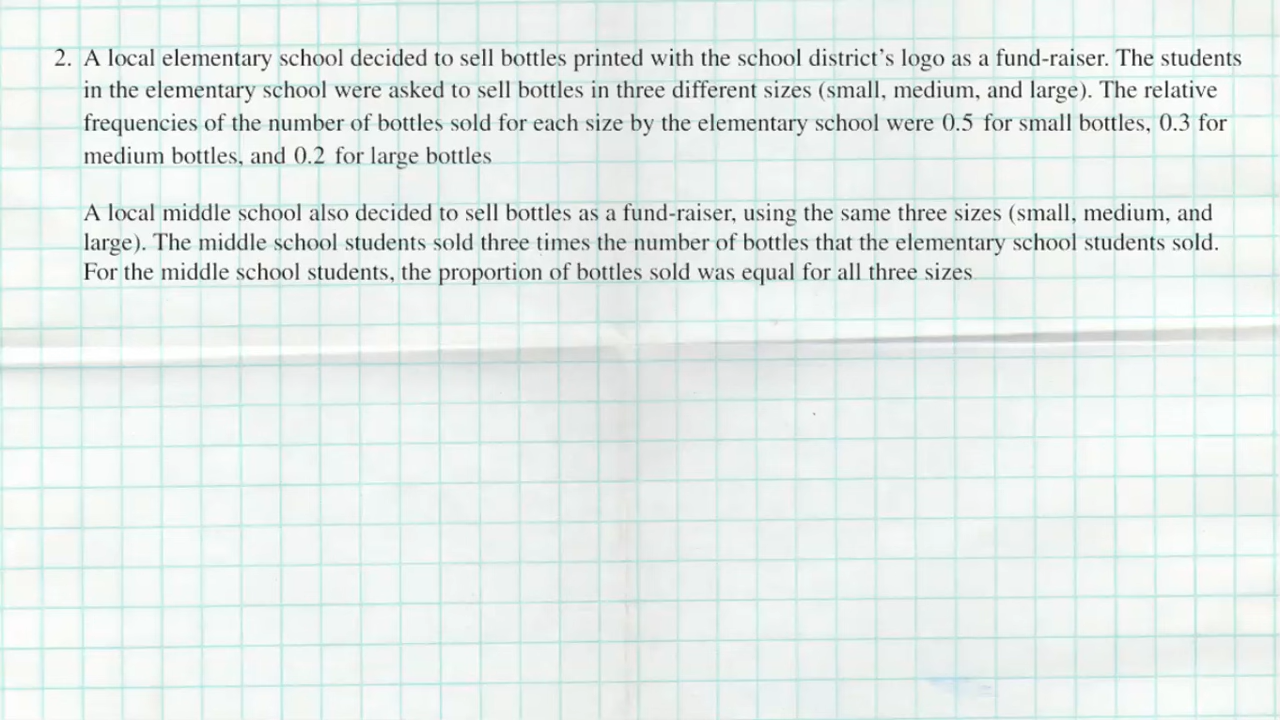 2. A local elementary school decided to sell bottles printed with the school district's logo as a fund-raiser. The students
in the elementary school were asked to sell bottles in three different sizes (small, medium, and large). The relative
frequencies of the number of bottles sold for each size by the elementary school were 0.5 for small bottles, 0.3 for
medium bottles, and 0.2 for large bottles
A local middle school also decided to sell bottles as a fund-raiser, using the same three sizes (small, medium, and
large). The middle school students sold three times the number of bottles that the elementary school students sold.
For the middle school students, the proportion of bottles sold was equal for all three sizes